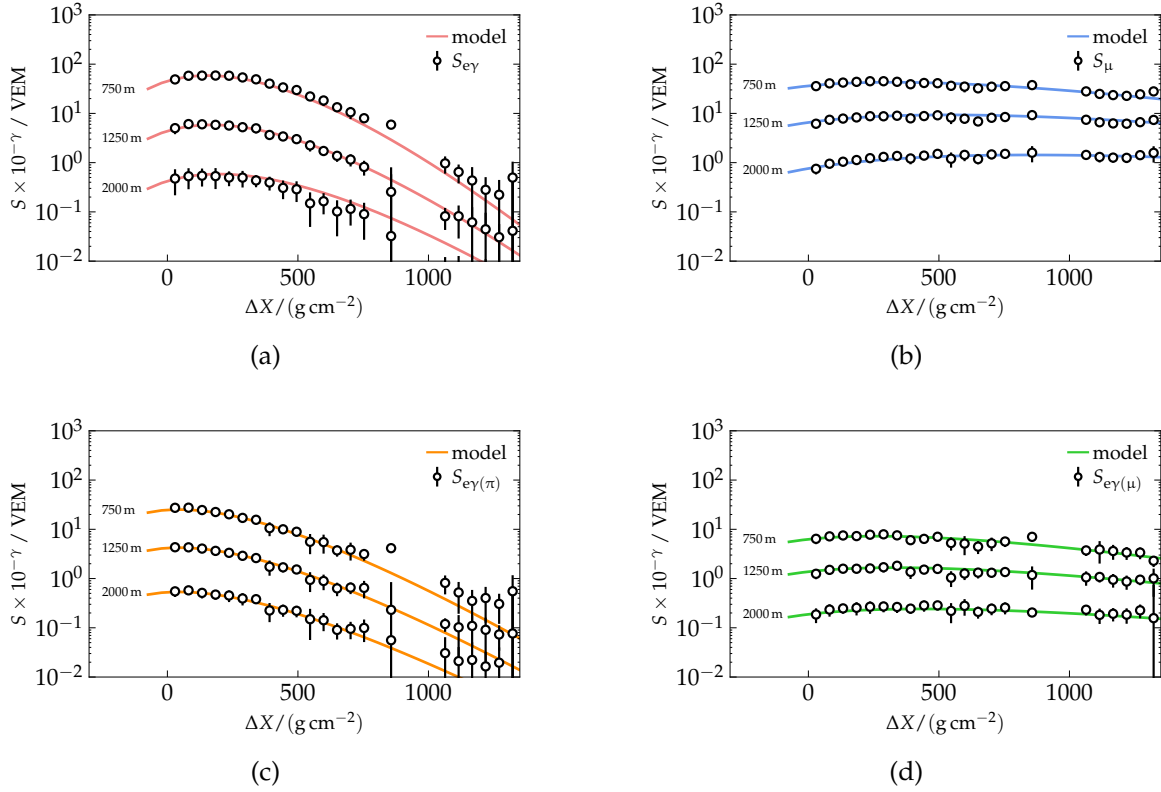 10³
10²
10¹
10⁰
10⁻¹
10⁻²
S × 10⁻ᵞ / VEM
750 m
1250 m
2000 m
model
S_eγ
0
500
1000
ΔX/(g cm⁻²)
(a)
10³
10²
10¹
10⁰
10⁻¹
10⁻²
S × 10⁻ᵞ / VEM
750 m
1250 m
2000 m
model
S_μ
0
500
1000
ΔX/(g cm⁻²)
(b)
10³
10²
10¹
10⁰
10⁻¹
10⁻²
S × 10⁻ᵞ / VEM
750 m
1250 m
2000 m
model
S_eγ(π)
0
500
1000
ΔX/(g cm⁻²)
(c)
10³
10²
10¹
10⁰
10⁻¹
10⁻²
S × 10⁻ᵞ / VEM
750 m
1250 m
2000 m
model
S_eγ(μ)
0
500
1000
ΔX/(g cm⁻²)
(d)